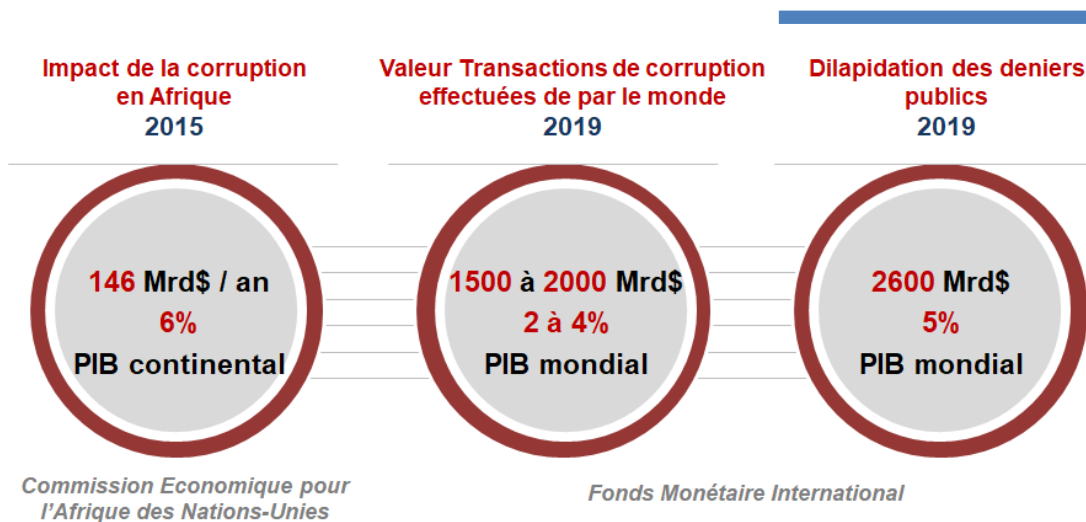 Impact de la corruption
en Afrique
2015
Valeur Transactions de corruption
effectuées de par le monde
2019
Dilapidation des deniers
publics
2019
146 Mrd$ / an
6%
PIB continental
1500 à 2000 Mrd$
2 à 4%
PIB mondial
2600 Mrd$
5%
PIB mondial
Commission Economique pour
l'Afrique des Nations-Unies
Fonds Monétaire International